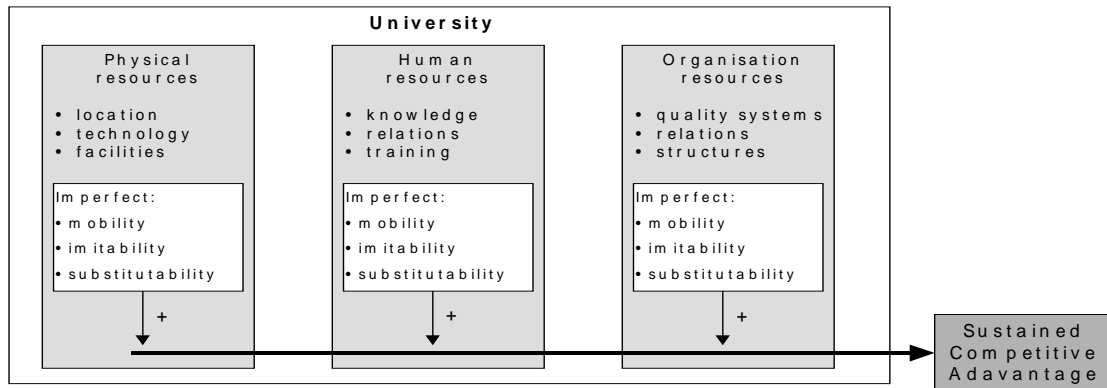 University
Physical
resources
• location
• technology
• facilities
Imperfect:
• mobility
• imitability
• substitutability
+
Human
resources
• knowledge
• relations
• training
Imperfect:
• mobility
• imitability
• substitutability
+
Organisation
resources
• quality systems
• relations
• structures
Imperfect:
• mobility
• imitability
• substitutability
+
Sustained
Competitive
Adavantage